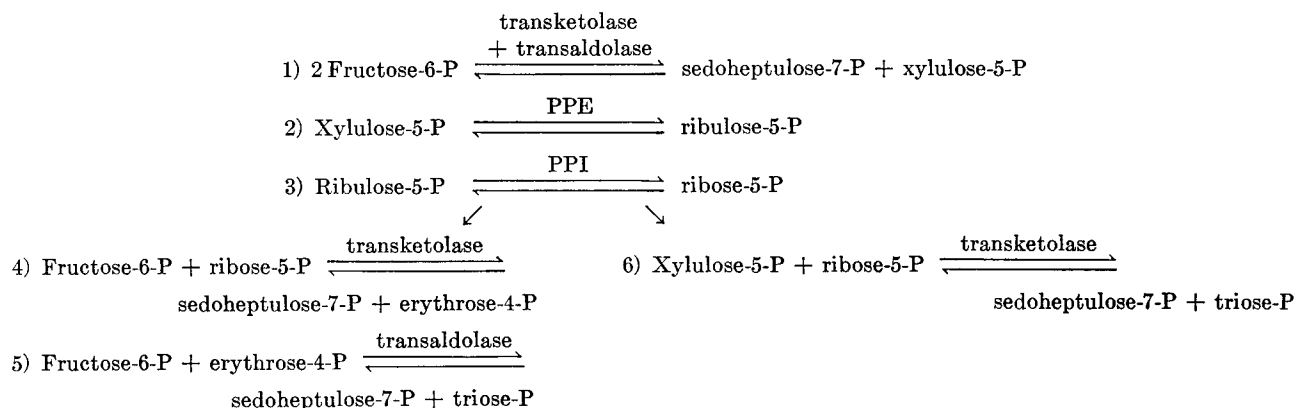 transketolase
+ transaldolase
1) 2 Fructose-6-P ⇌ sedoheptulose-7-P + xylulose-5-P
PPE
2) Xylulose-5-P ⇌ ribulose-5-P
PPI
3) Ribulose-5-P ⇌ ribose-5-P
↙ ↘
transketolase
4) Fructose-6-P + ribose-5-P ⇌
sedoheptulose-7-P + erythrose-4-P
transaldolase
5) Fructose-6-P + erythrose-4-P ⇌
sedoheptulose-7-P + triose-P
transketolase
6) Xylulose-5-P + ribose-5-P ⇌
sedoheptulose-7-P + triose-P